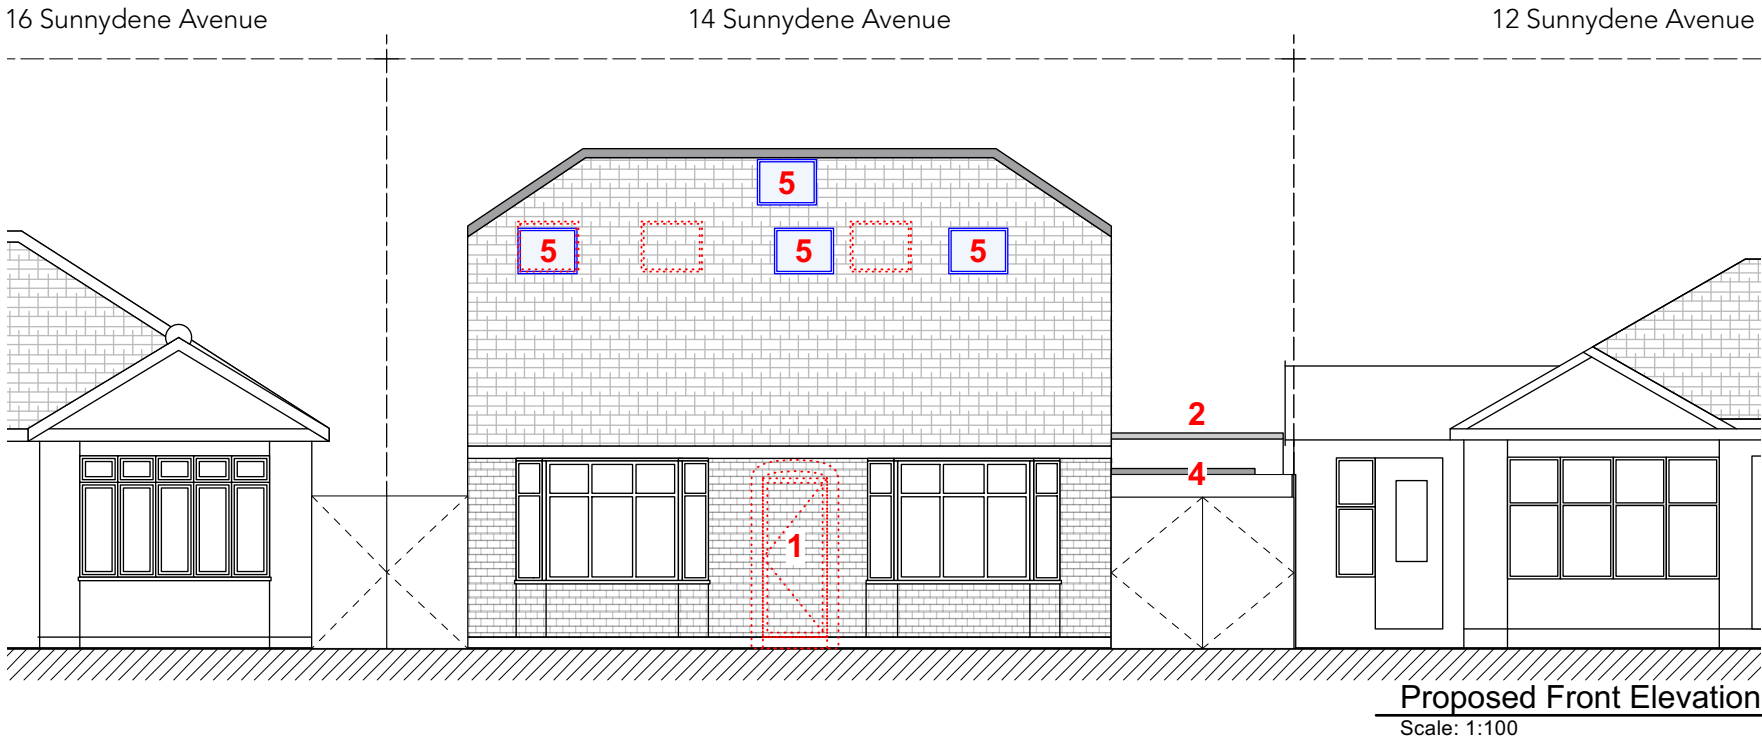 16 Sunnydene Avenue
14 Sunnydene Avenue
12 Sunnydene Avenue
5
5
5
5
2
4
1
Proposed Front Elevation
Scale: 1:100